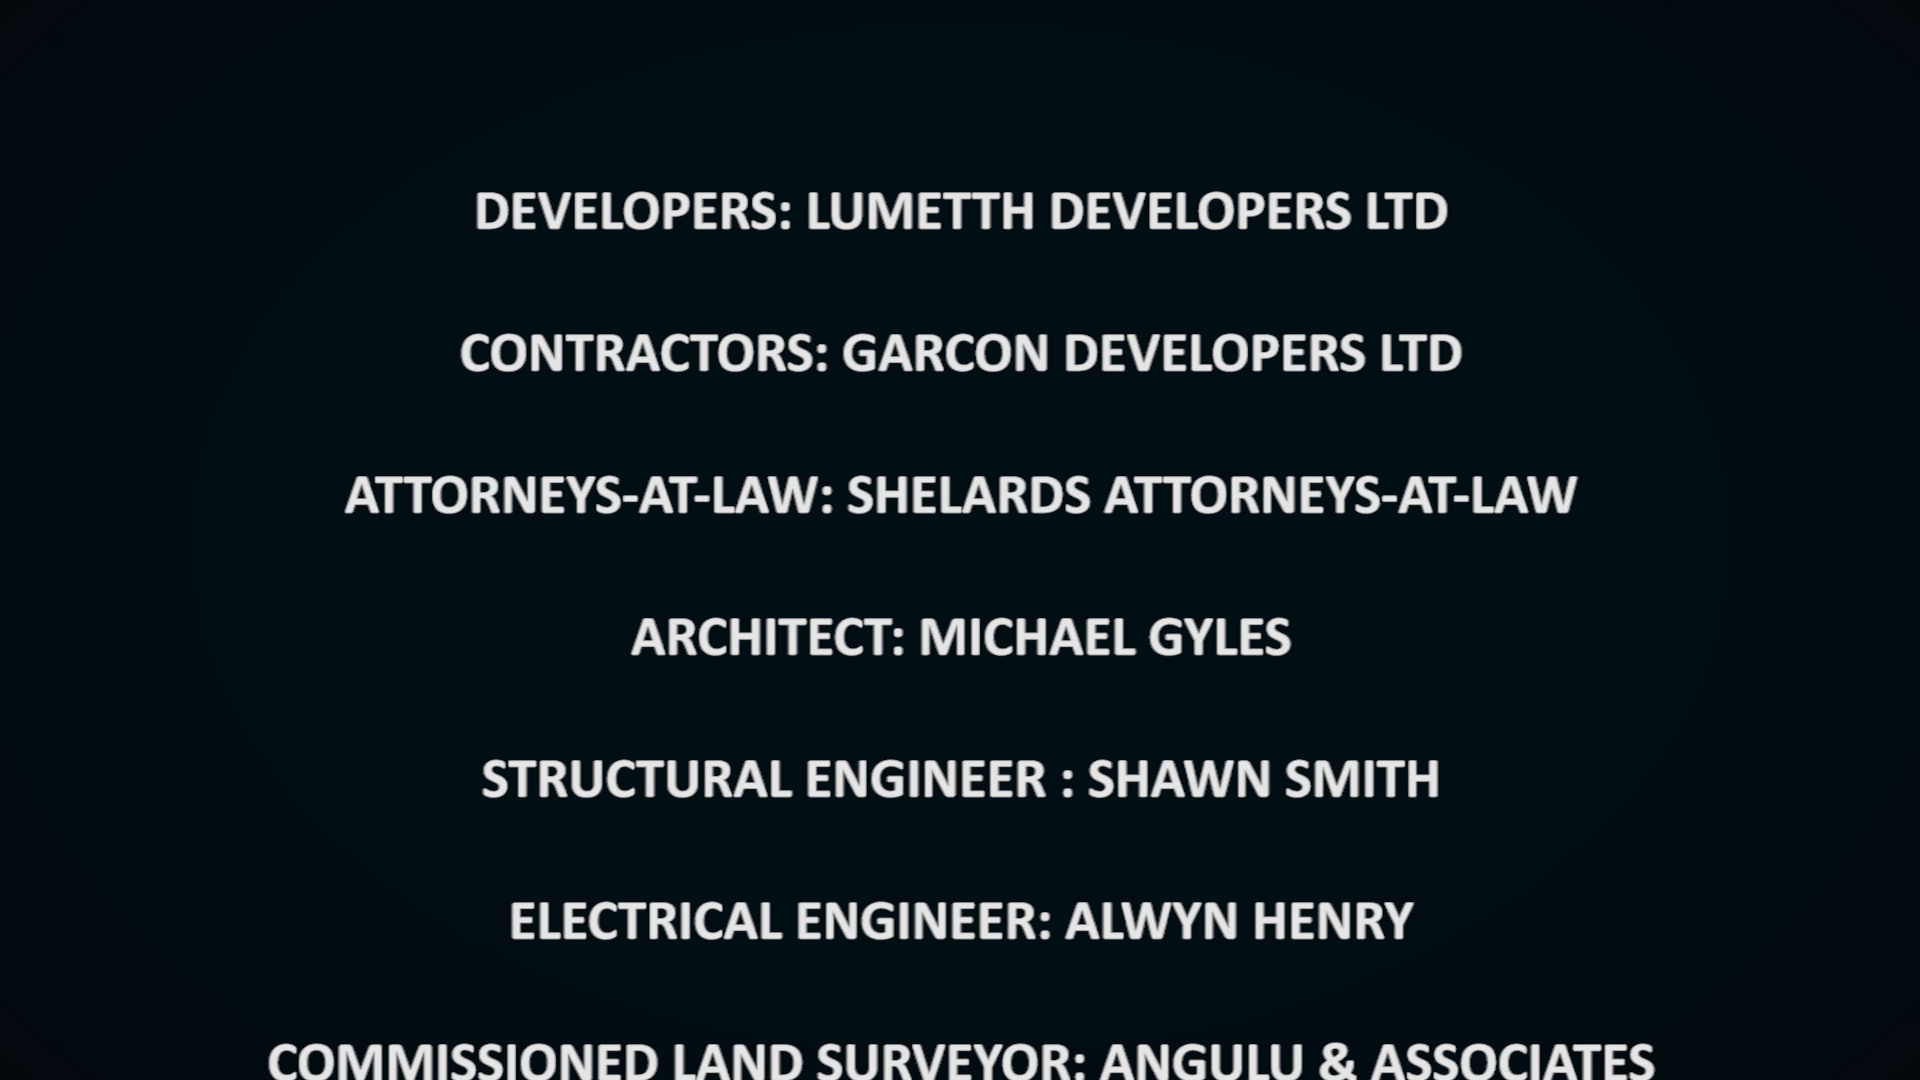 DEVELOPERS: LUMETTH DEVELOPERS LTD
CONTRACTORS: GARCON DEVELOPERS LTD
ATTORNEYS-AT-LAW: SHELARDS ATTORNEYS-AT-LAW
ARCHITECT: MICHAEL GYLES
STRUCTURAL ENGINEER : SHAWN SMITH
ELECTRICAL ENGINEER: ALWYN HENRY
COMMISSIONED LAND SURVEYOR: ANGULU & ASSOCIATES